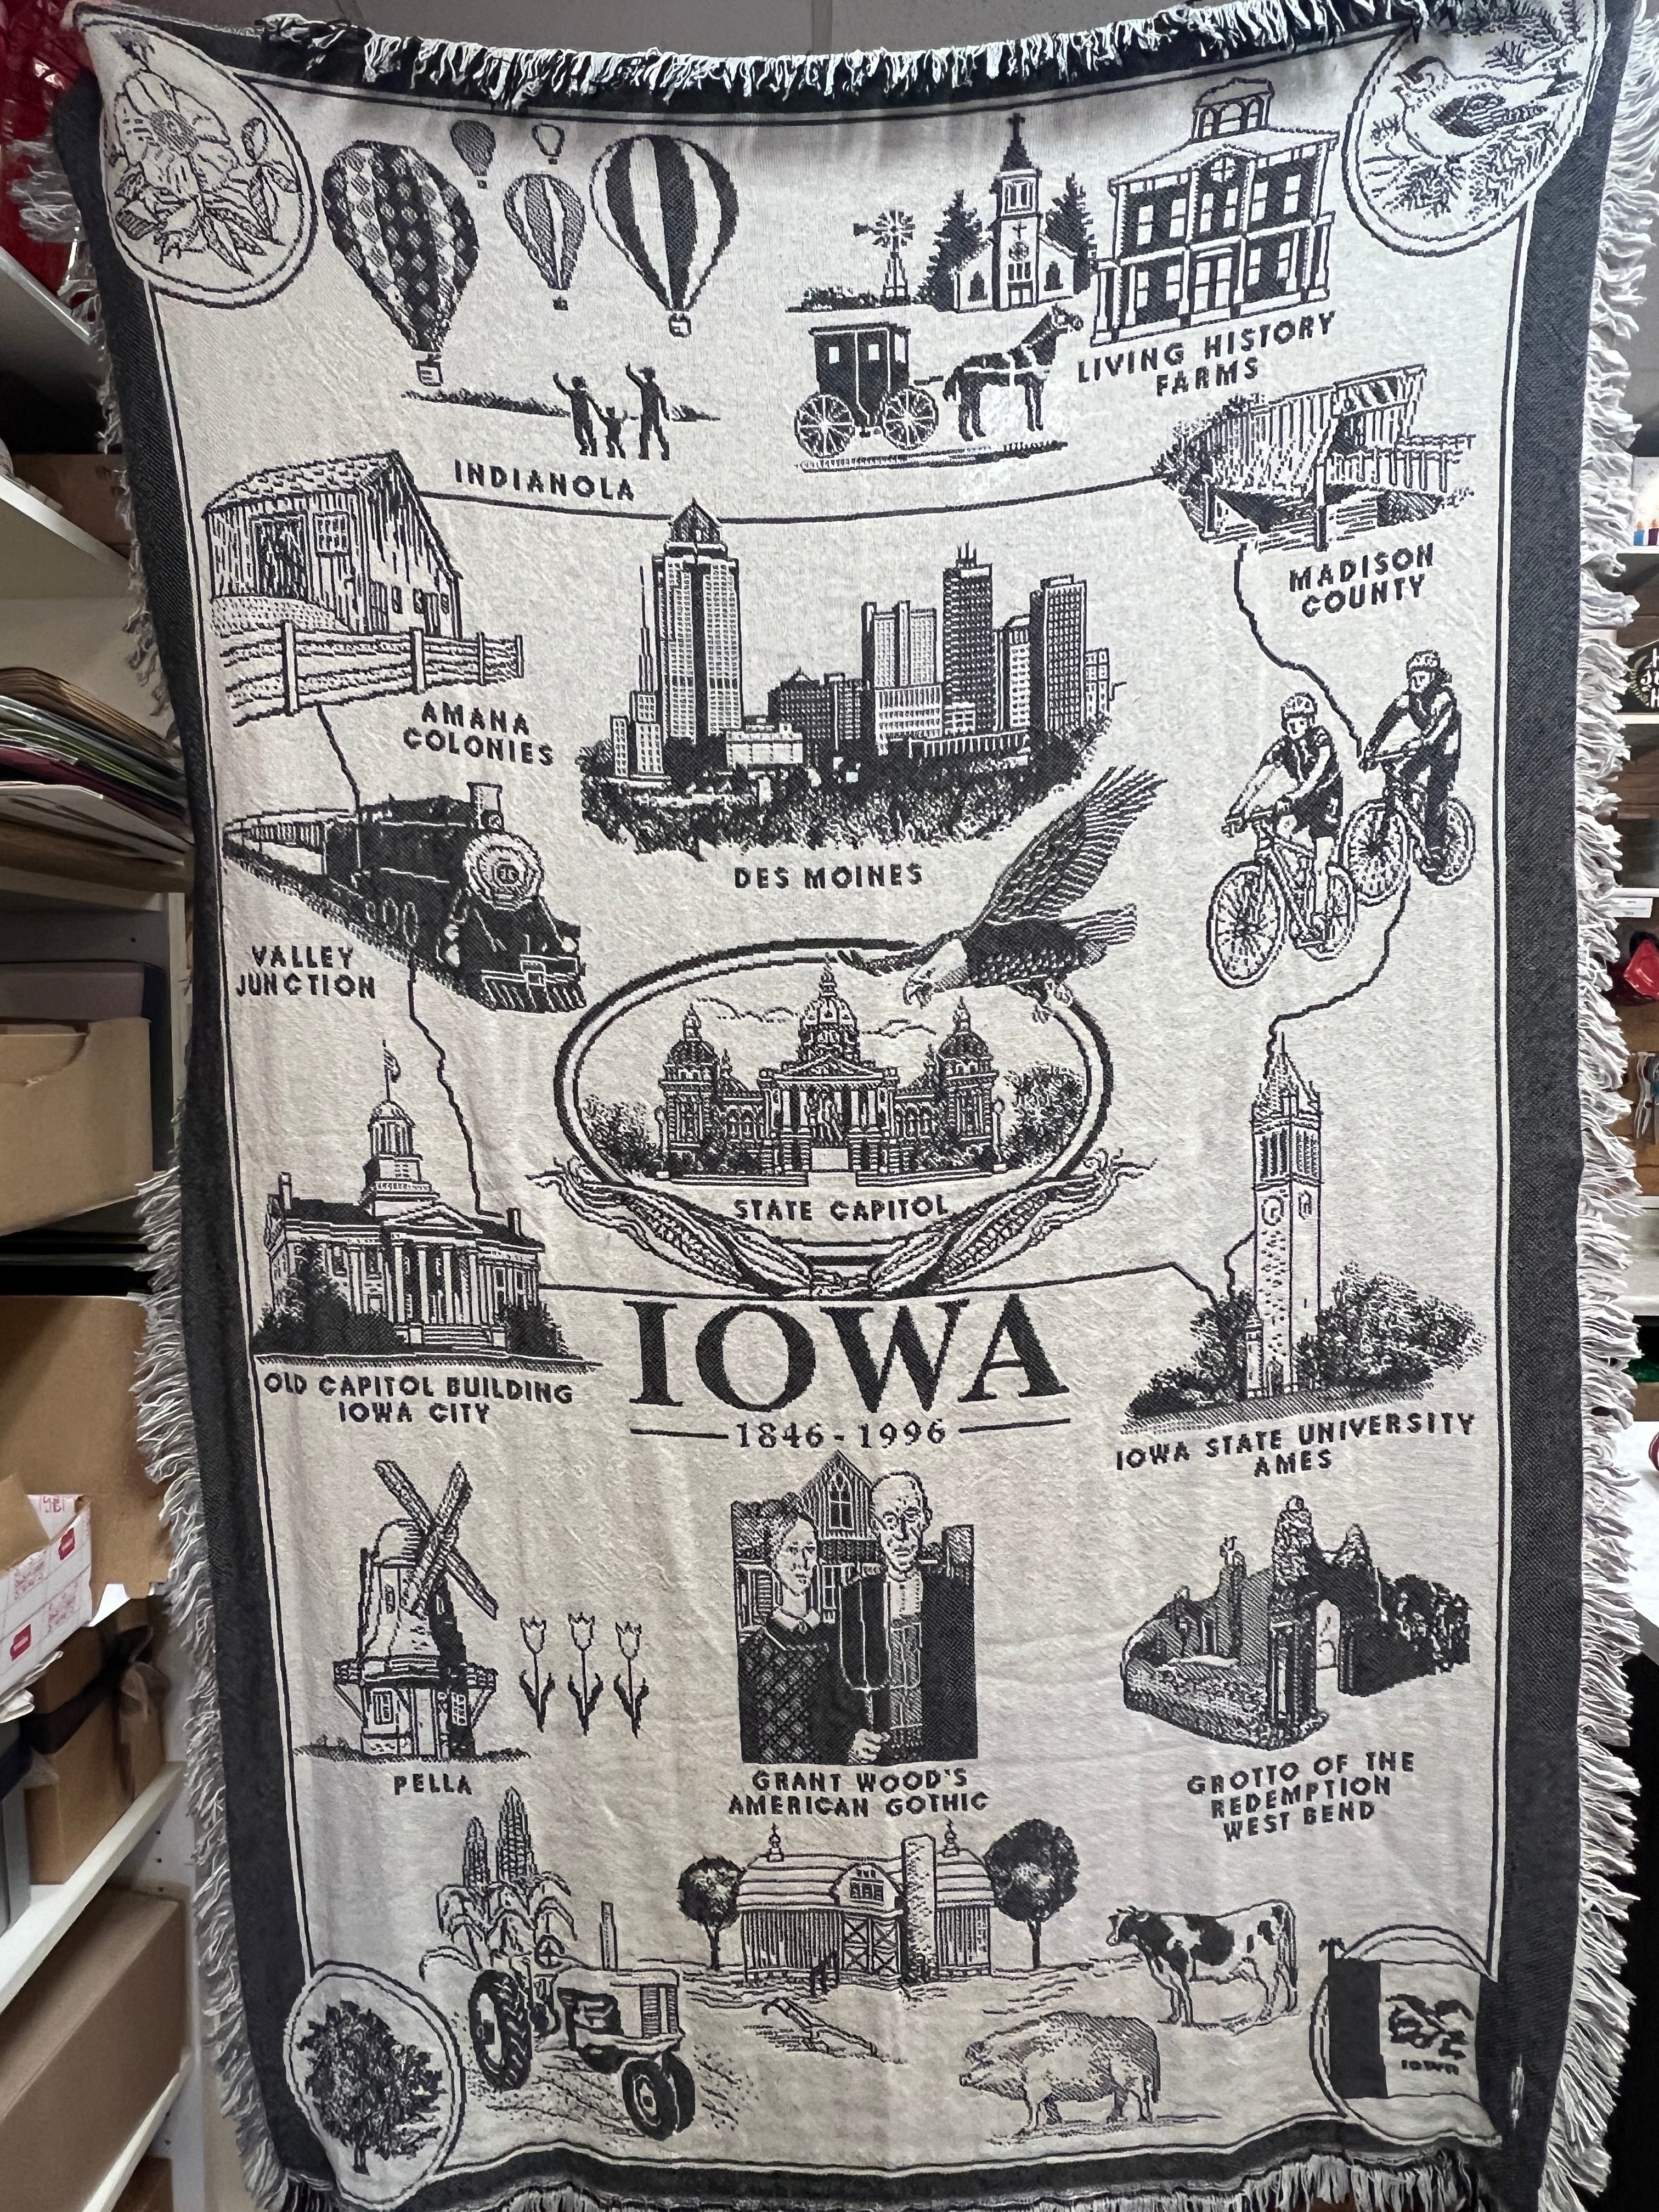 LIVING HISTORY
FARMS
INDIANOLA
MADISON
COUNTY
AMANA
COLONIES
DES MOINES
VALLEY
JUNCTION
STATE CAPITOL
IOWA
1846-1996
OLD CAPITOL BUILDING
IOWA CITY
IOWA STATE UNIVERSITY
AMES
PELLA
GRANT WOOD'S
AMERICAN GOTHIC
GROTTO OF THE
REDEMPTION
WEST BEND
IOWA